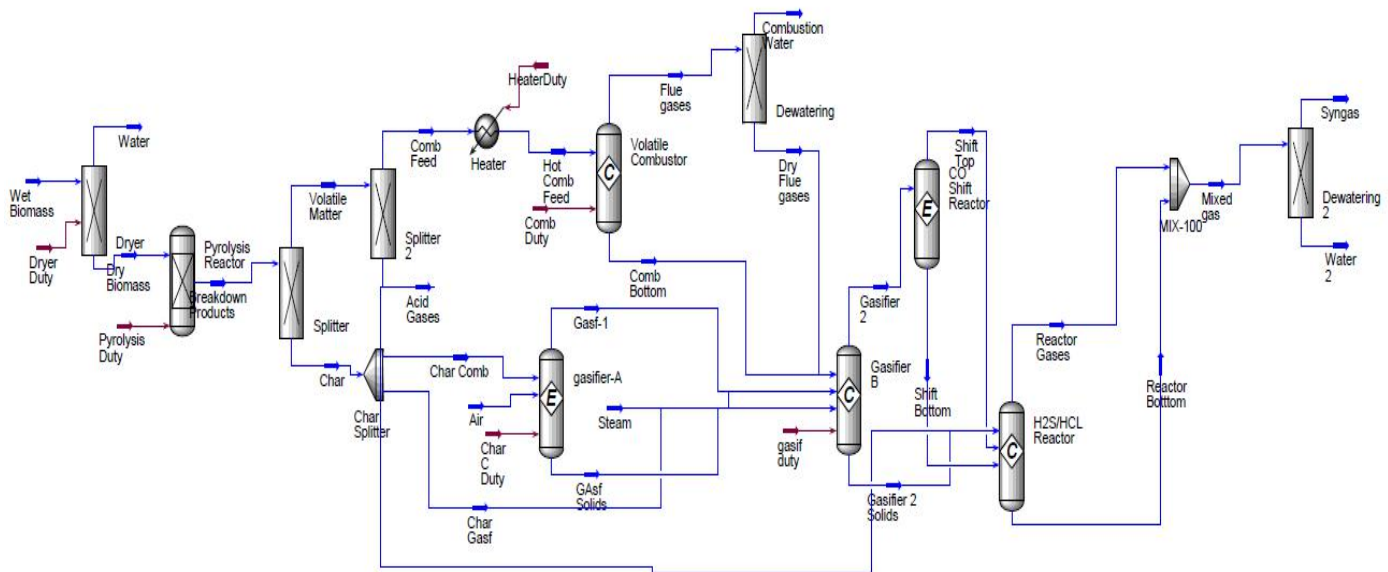 Water
Wet
Biomass
Dryer
Duty
Dryer
Dry
Biomass
Pyrolysis
Reactor
Breakdown
Products
Pyrolysis
Duty
Volatile
Matter
Splitter
Char
Comb
Feed
Splitter
2
Acid
Gases
HeaterDuty
Heater
Hot
Comb
Feed
Comb
Duty
Flue
gases
Volatile
Combustor
C
Comb
Bottom
Combustion
Water
Dewatering
Dry
Flue
gases
Char
Splitter
Char Comb
Air
Char
C
Duty
Char
Gasf
Gasf-1
gasifier-A
E
GAsf
Solids
Steam
gasif
duty
Gasifier
2
Gasifier
B
C
Gasifier 2
Solids
Shift
Top
CO
Shift
Reactor
E
Shift
Bottom
H2S/HCL
Reactor
C
Reactor
Gases
Reactor
Botttom
MIX-100
Mixed
gas
Syngas
Dewatering
2
Water
2